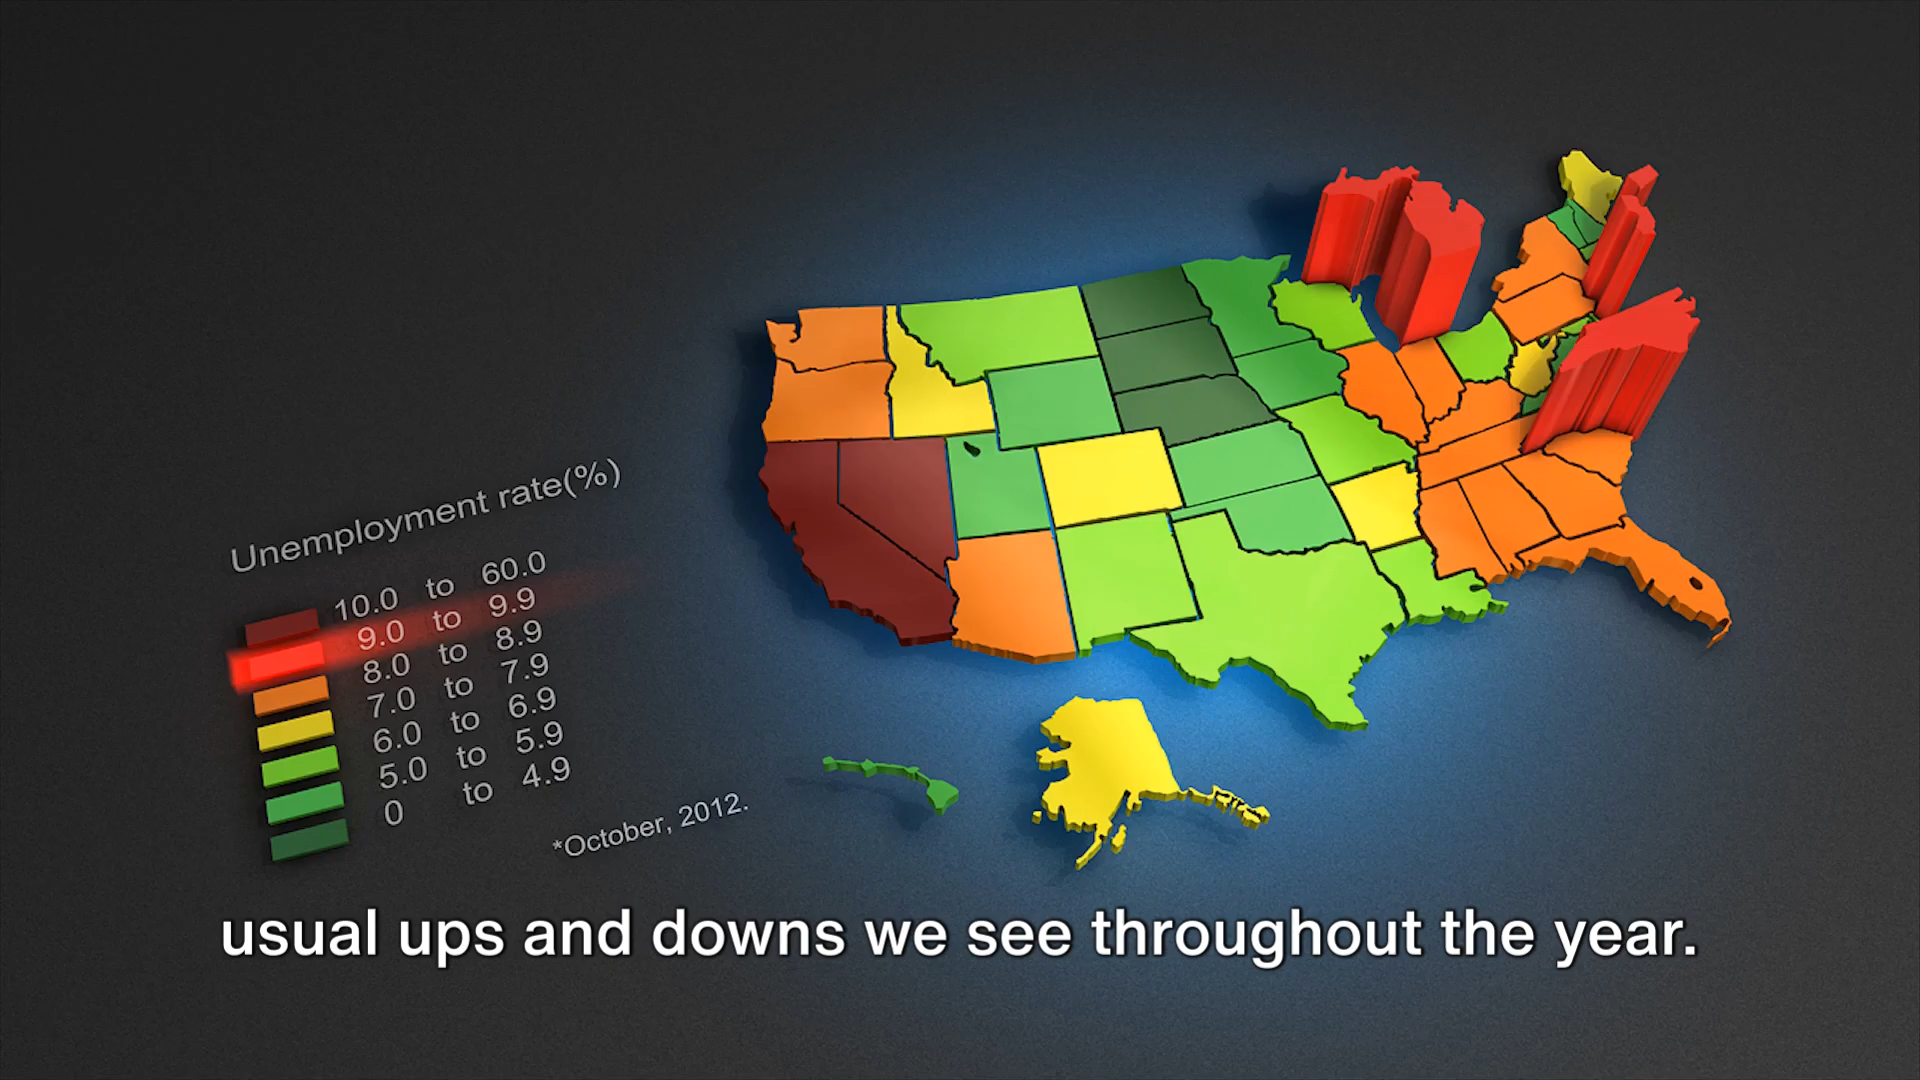 Unemployment rate(%)
10.0 to 60.0
9.0 to 9.9
8.0 to 8.9
7.0 to 7.9
6.0 to 6.9
5.0 to 5.9
0 to 4.9
*October, 2012.
usual ups and downs we see throughout the year.